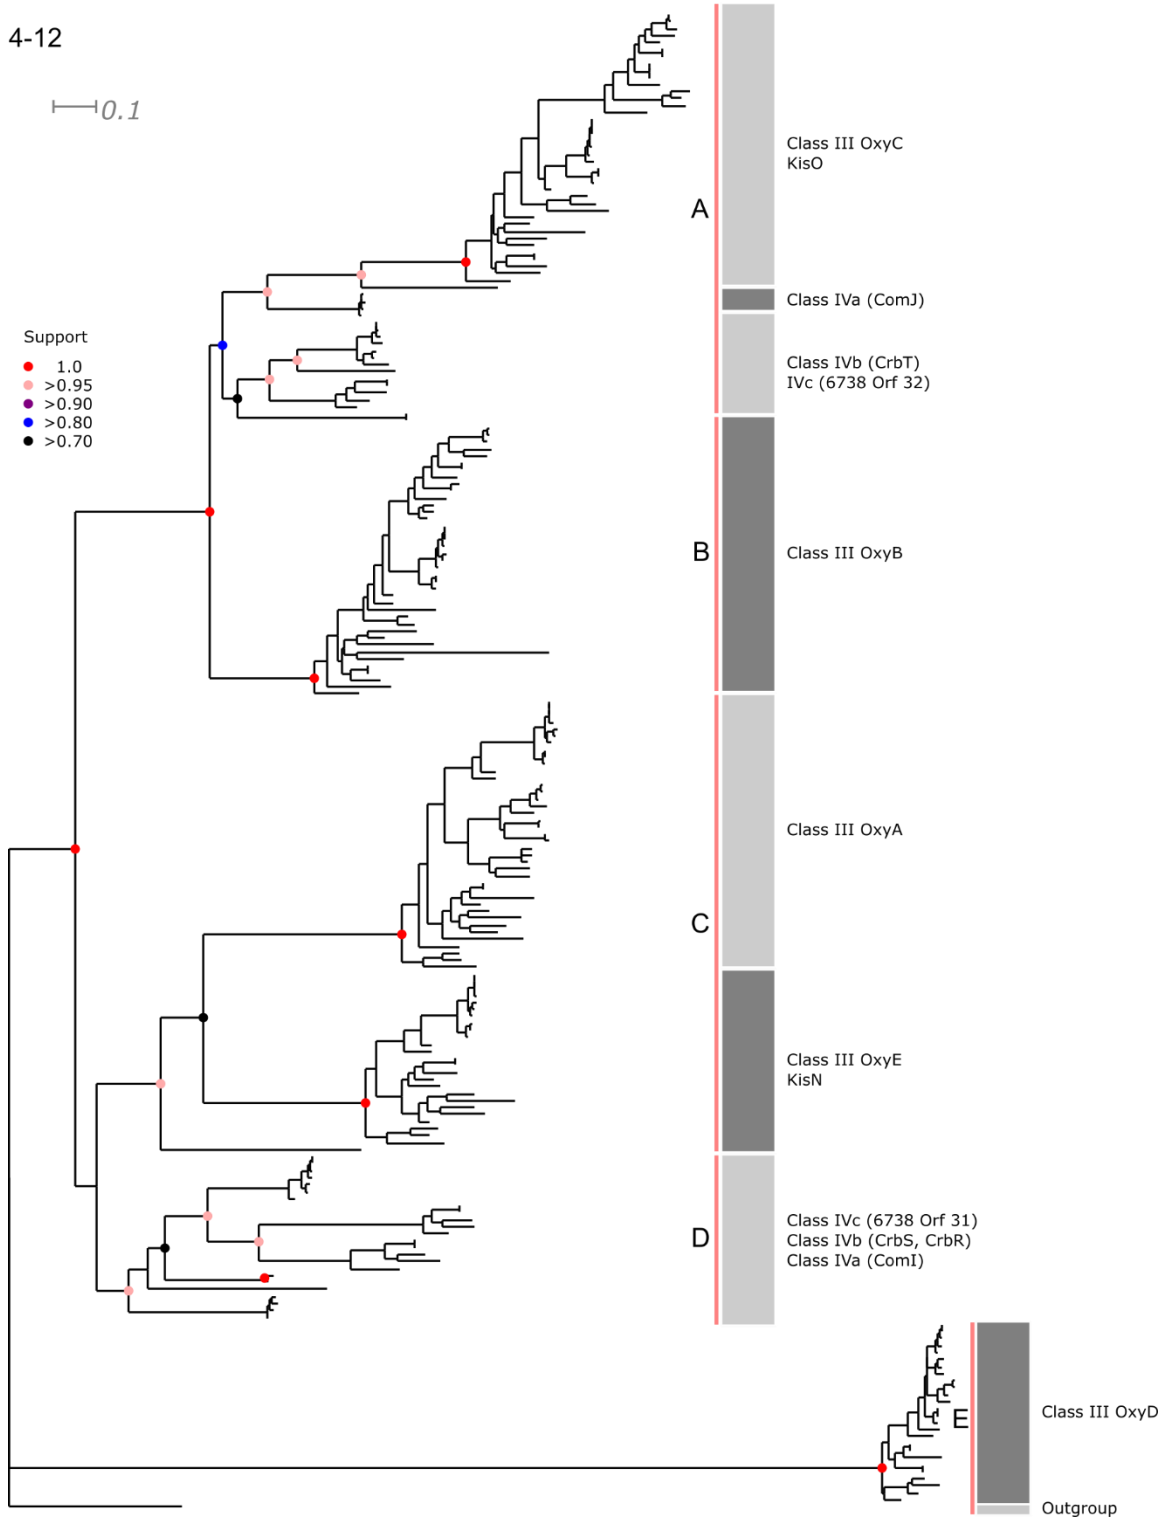 4-12
0.1
Support
1.0
>0.95
>0.90
>0.80
>0.70
A
Class III OxyC
KisO
Class IVa (ComJ)
Class IVb (CrbT)
IVc (6738 Orf 32)
B
Class III OxyB
C
Class III OxyA
Class III OxyE
KisN
D
Class IVc (6738 Orf 31)
Class IVb (CrbS, CrbR)
Class IVa (ComI)
E
Class III OxyD
Outgroup